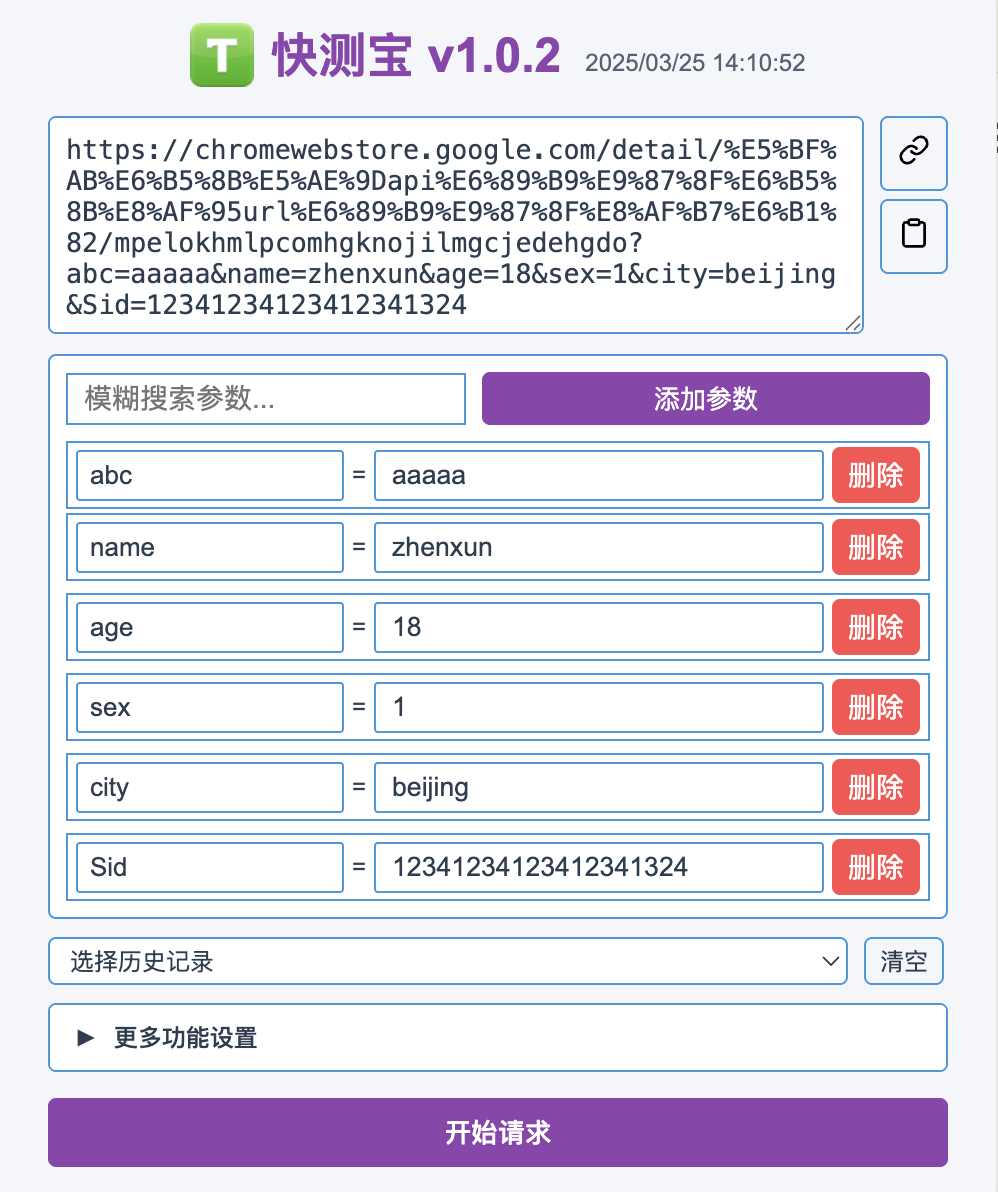 T 快测宝 v1.0.2 2025/03/25 14:10:52
https://chromewebstore.google.com/detail/%E5%BF%
AB%E6%B5%8B%E5%AE%9Dapi%E6%89%B9%E9%87%8F%E6%B5%
8B%E8%AF%95url%E6%89%B9%E9%87%8F%E8%AF%B7%E6%B1%
82/mpelokhmlpcomhgknojilmgcjedehgdo?
abc=aaaaa&name=zhenxun&age=18&sex=1&city=beijing
&Sid=12341234123412341324
模糊搜索参数... 添加参数
abc = aaaaa 删除
name = zhenxun 删除
age = 18 删除
sex = 1 删除
city = beijing 删除
Sid = 12341234123412341324 删除
选择历史记录 清空
▶ 更多功能设置
开始请求